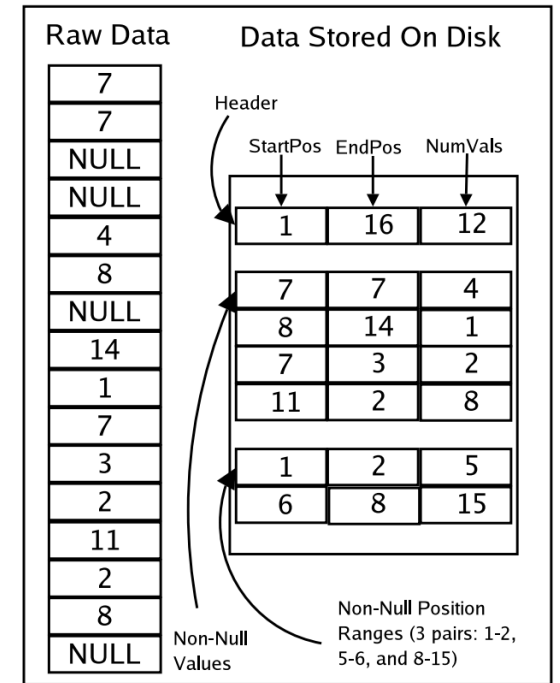 Raw Data
7
7
NULL
NULL
4
8
NULL
14
1
7
3
2
11
2
8
NULL
Data Stored On Disk
Header
StartPos EndPos NumVals
1 16 12
7 7 4
8 14 1
7 3 2
11 2 8
1 2 5
6 8 15
Non-Null
Values
Non-Null Position
Ranges (3 pairs: 1-2,
5-6, and 8-15)